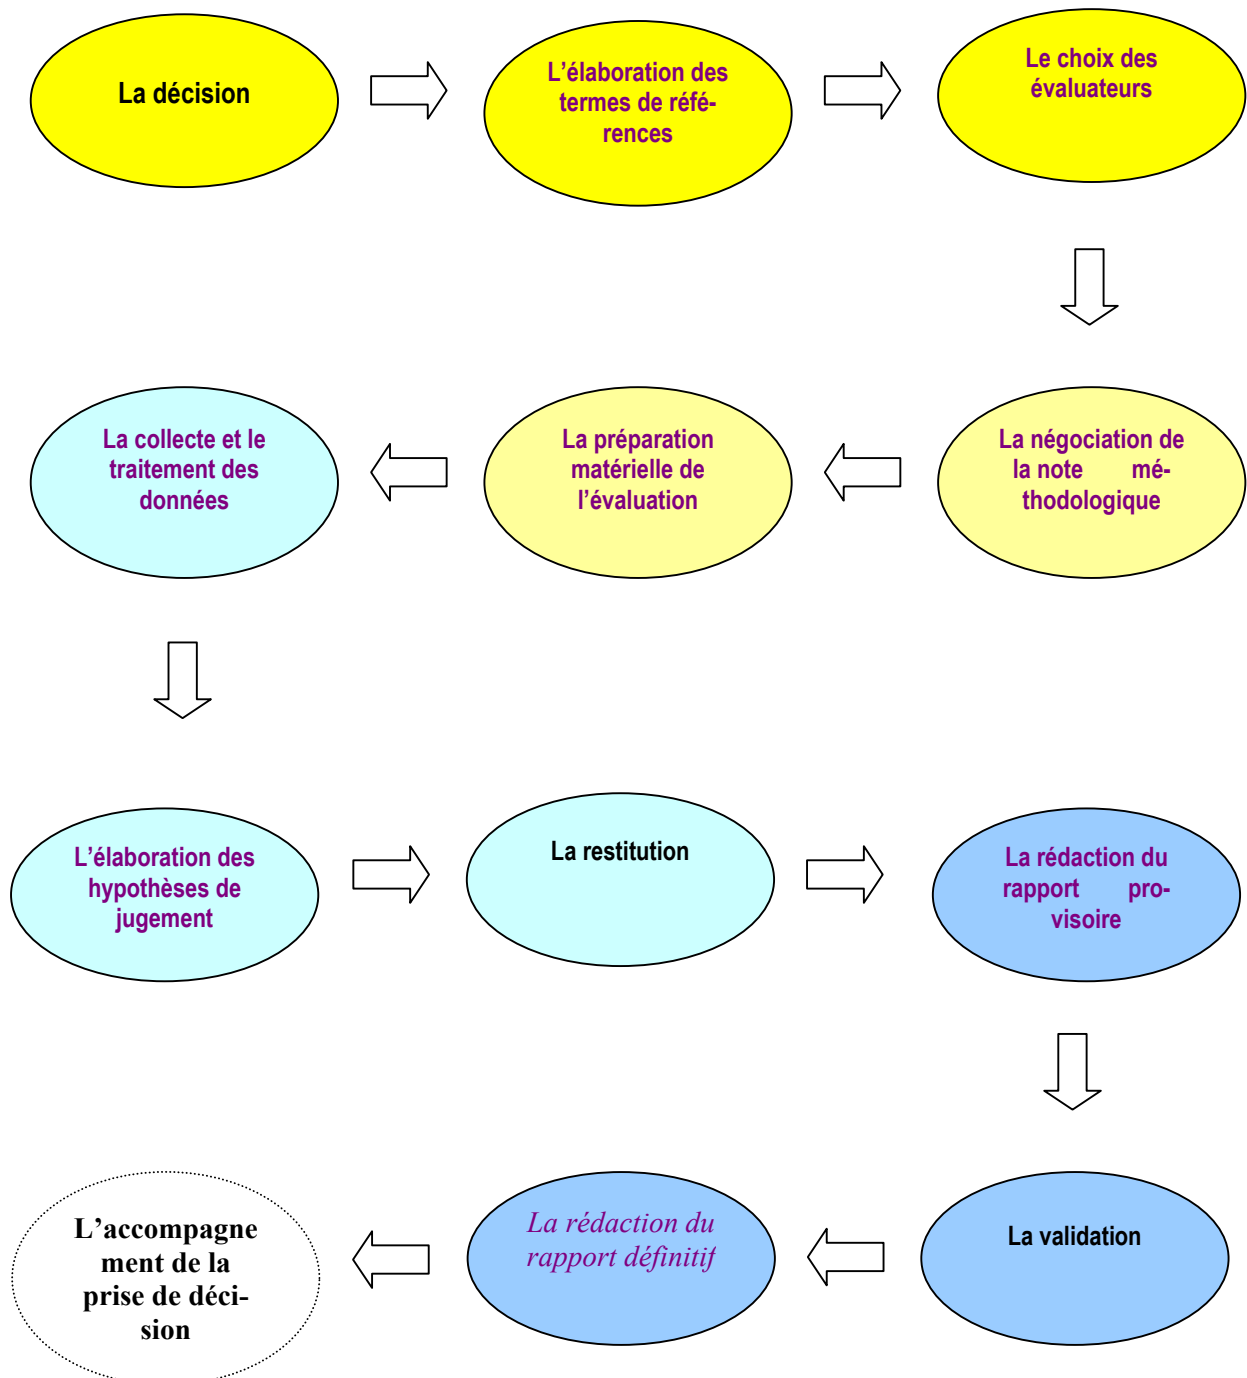 La décision
L’élaboration des
termes de réfé-
rences
Le choix des
évaluateurs
La collecte et le
traitement des
données
La préparation
matérielle de
l’évaluation
La négociation de
la note mé-
thodologique
L’élaboration des
hypothèses de
jugement
La restitution
La rédaction du
rapport pro-
visoire
L’accompagne
ment de la
prise de déci-
sion
La rédaction du
rapport définitif
La validation